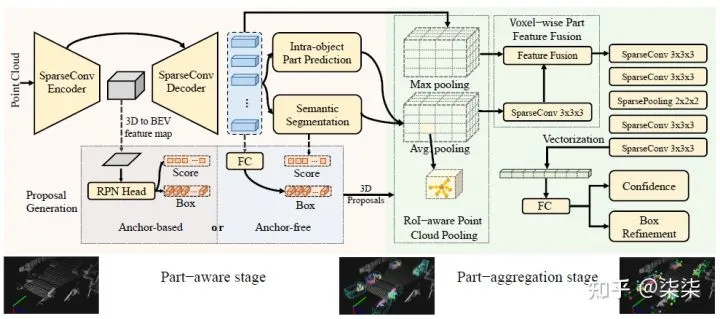 Point Cloud
SparseConv
Encoder
SparseConv
Decoder
3D to BEV
feature map
Intra-object
Part Prediction
Semantic
Segmentation
Proposal
Generation
RPN Head
Score
Box
Anchor-based
or
FC
Score
Box
Anchor-free
3D
Proposals
Max pooling
Avg. pooling
RoI-aware Point
Cloud Pooling
Voxel-wise Part
Feature Fusion
Feature Fusion
SparseConv 3x3x3
SparseConv 3x3x3
SparseConv 3x3x3
SparsePooling 2x2x2
SparseConv 3x3x3
SparseConv 3x3x3
Vectorization
FC
Confidence
Box
Refinement
Part-aware stage
Part-aggregation stage
知乎 @柒柒